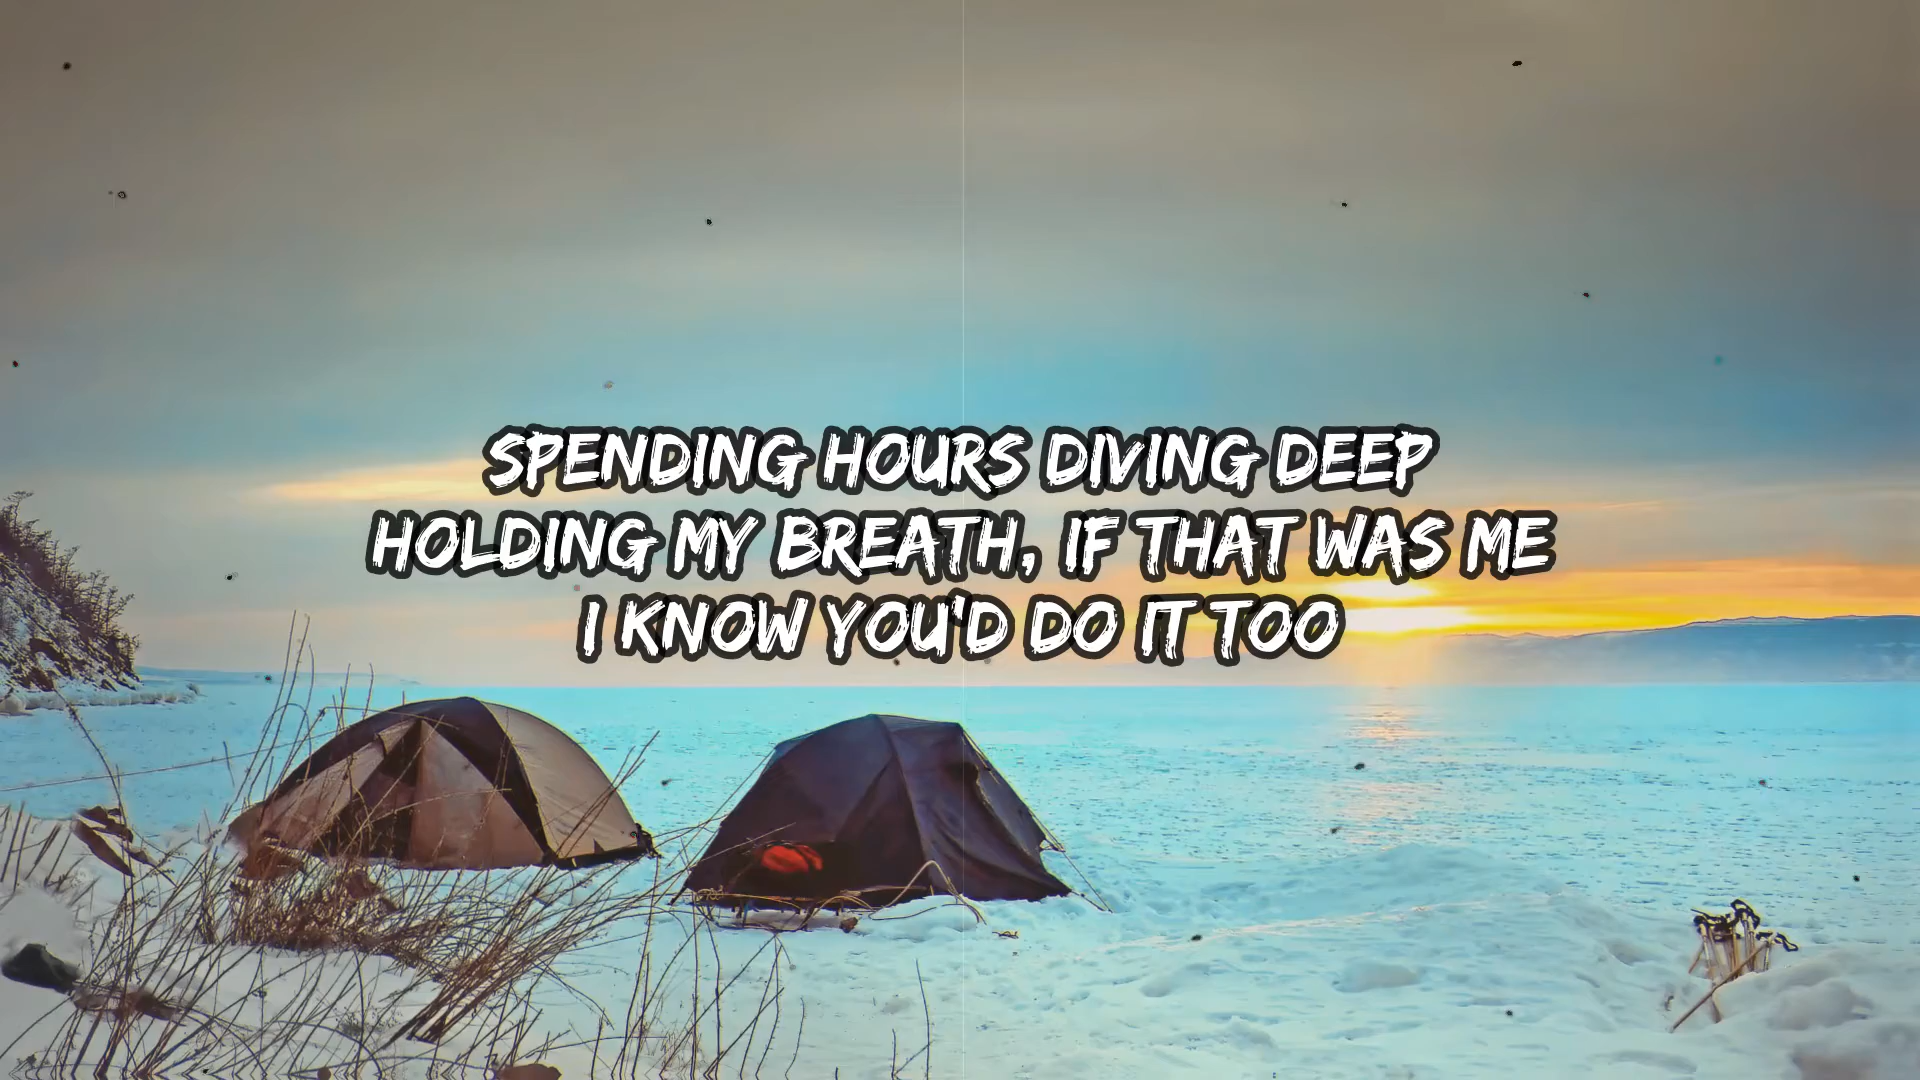 SPENDING HOURS DIVING DEEP
HOLDING MY BREATH, IF THAT WAS ME
I KNOW YOU'D DO IT TOO